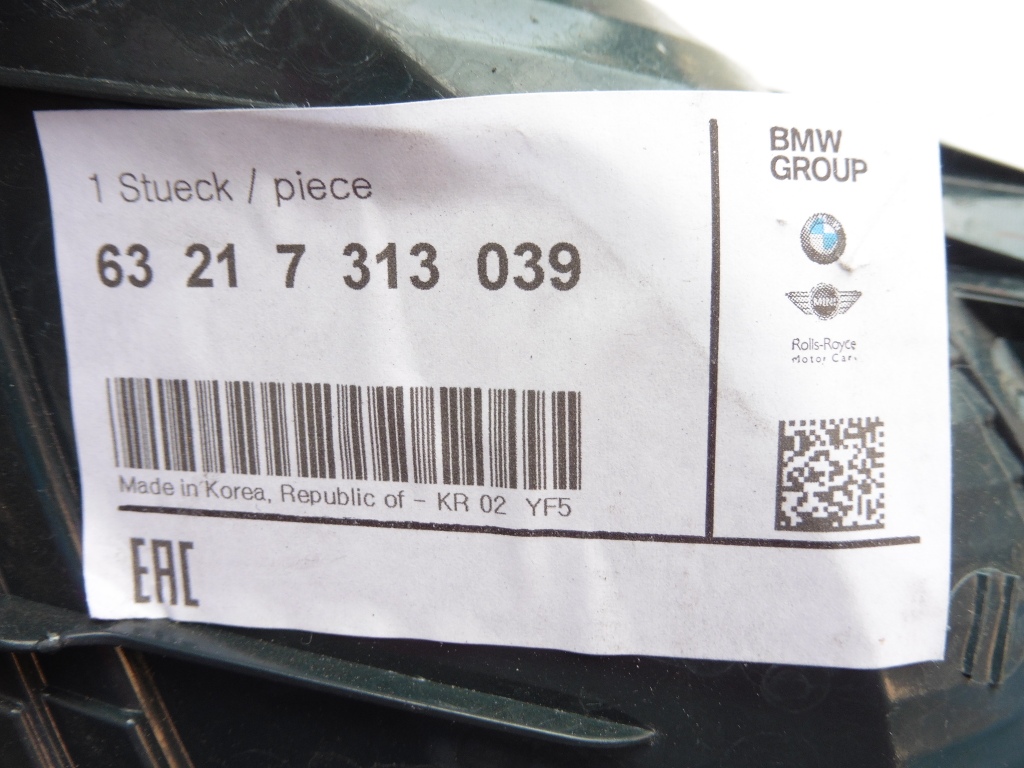 1 Stueck / piece
63 21 7 313 039
Made in Korea, Republic of - KR 02 YF5
EAC
BMW
GROUP
MINI
Rolls-Royce
Motor Cars